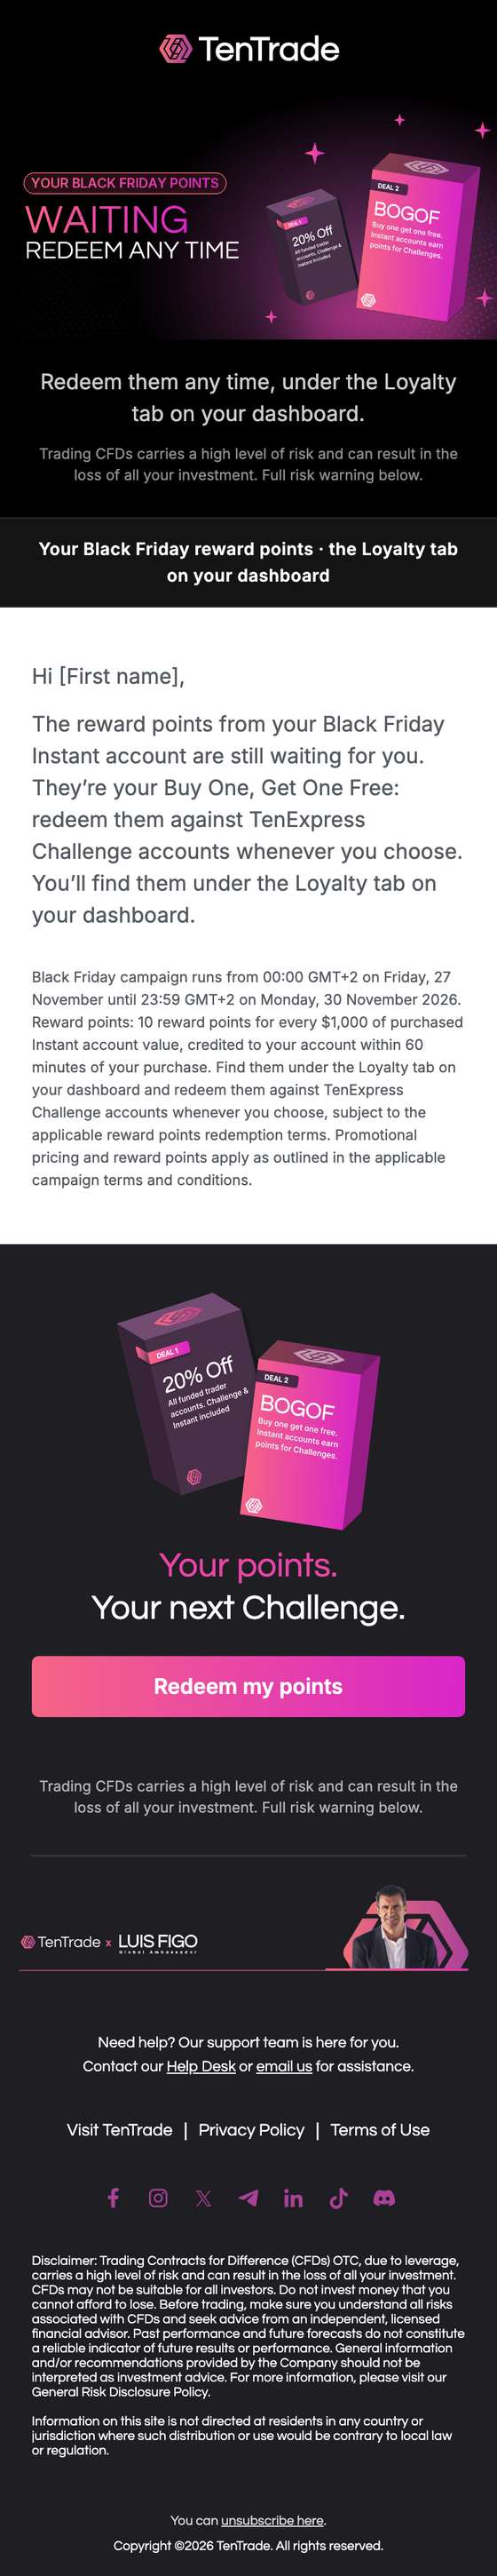 TenTrade
YOUR BLACK FRIDAY POINTS
WAITING
REDEEM ANY TIME
DEAL 1
20% Off
All funded trader
accounts. Challenge &
Instant included
DEAL 2
BOGOF
Buy one get one free.
Instant accounts earn
points for Challenges.
Redeem them any time, under the Loyalty
tab on your dashboard.
Trading CFDs carries a high level of risk and can result in the
loss of all your investment. Full risk warning below.
Your Black Friday reward points · the Loyalty tab
on your dashboard
Hi [First name],
The reward points from your Black Friday
Instant account are still waiting for you.
They’re your Buy One, Get One Free:
redeem them against TenExpress
Challenge accounts whenever you choose.
You’ll find them under the Loyalty tab on
your dashboard.
Black Friday campaign runs from 00:00 GMT+2 on Friday, 27
November until 23:59 GMT+2 on Monday, 30 November 2026.
Reward points: 10 reward points for every $1,000 of purchased
Instant account value, credited to your account within 60
minutes of your purchase. Find them under the Loyalty tab on
your dashboard and redeem them against TenExpress
Challenge accounts whenever you choose, subject to the
applicable reward points redemption terms. Promotional
pricing and reward points apply as outlined in the applicable
campaign terms and conditions.
DEAL 1
20% Off
All funded trader
accounts. Challenge &
Instant included
DEAL 2
BOGOF
Buy one get one free.
Instant accounts earn
points for Challenges.
Your points.
Your next Challenge.
Redeem my points
Trading CFDs carries a high level of risk and can result in the
loss of all your investment. Full risk warning below.
TenTrade x LUIS FIGO
Global Ambassador
Need help? Our support team is here for you.
Contact our Help Desk or email us for assistance.
Visit TenTrade | Privacy Policy | Terms of Use
Disclaimer: Trading Contracts for Difference (CFDs) OTC, due to leverage,
carries a high level of risk and can result in the loss of all your investment.
CFDs may not be suitable for all investors. Do not invest money that you
cannot afford to lose. Before trading, make sure you understand all risks
associated with CFDs and seek advice from an independent, licensed
financial advisor. Past performance and future forecasts do not constitute
a reliable indicator of future results or performance. General information
and/or recommendations provided by the Company should not be
interpreted as investment advice. For more information, please visit our
General Risk Disclosure Policy.
Information on this site is not directed at residents in any country or
jurisdiction where such distribution or use would be contrary to local law
or regulation.
You can unsubscribe here.
Copyright ©2026 TenTrade. All rights reserved.